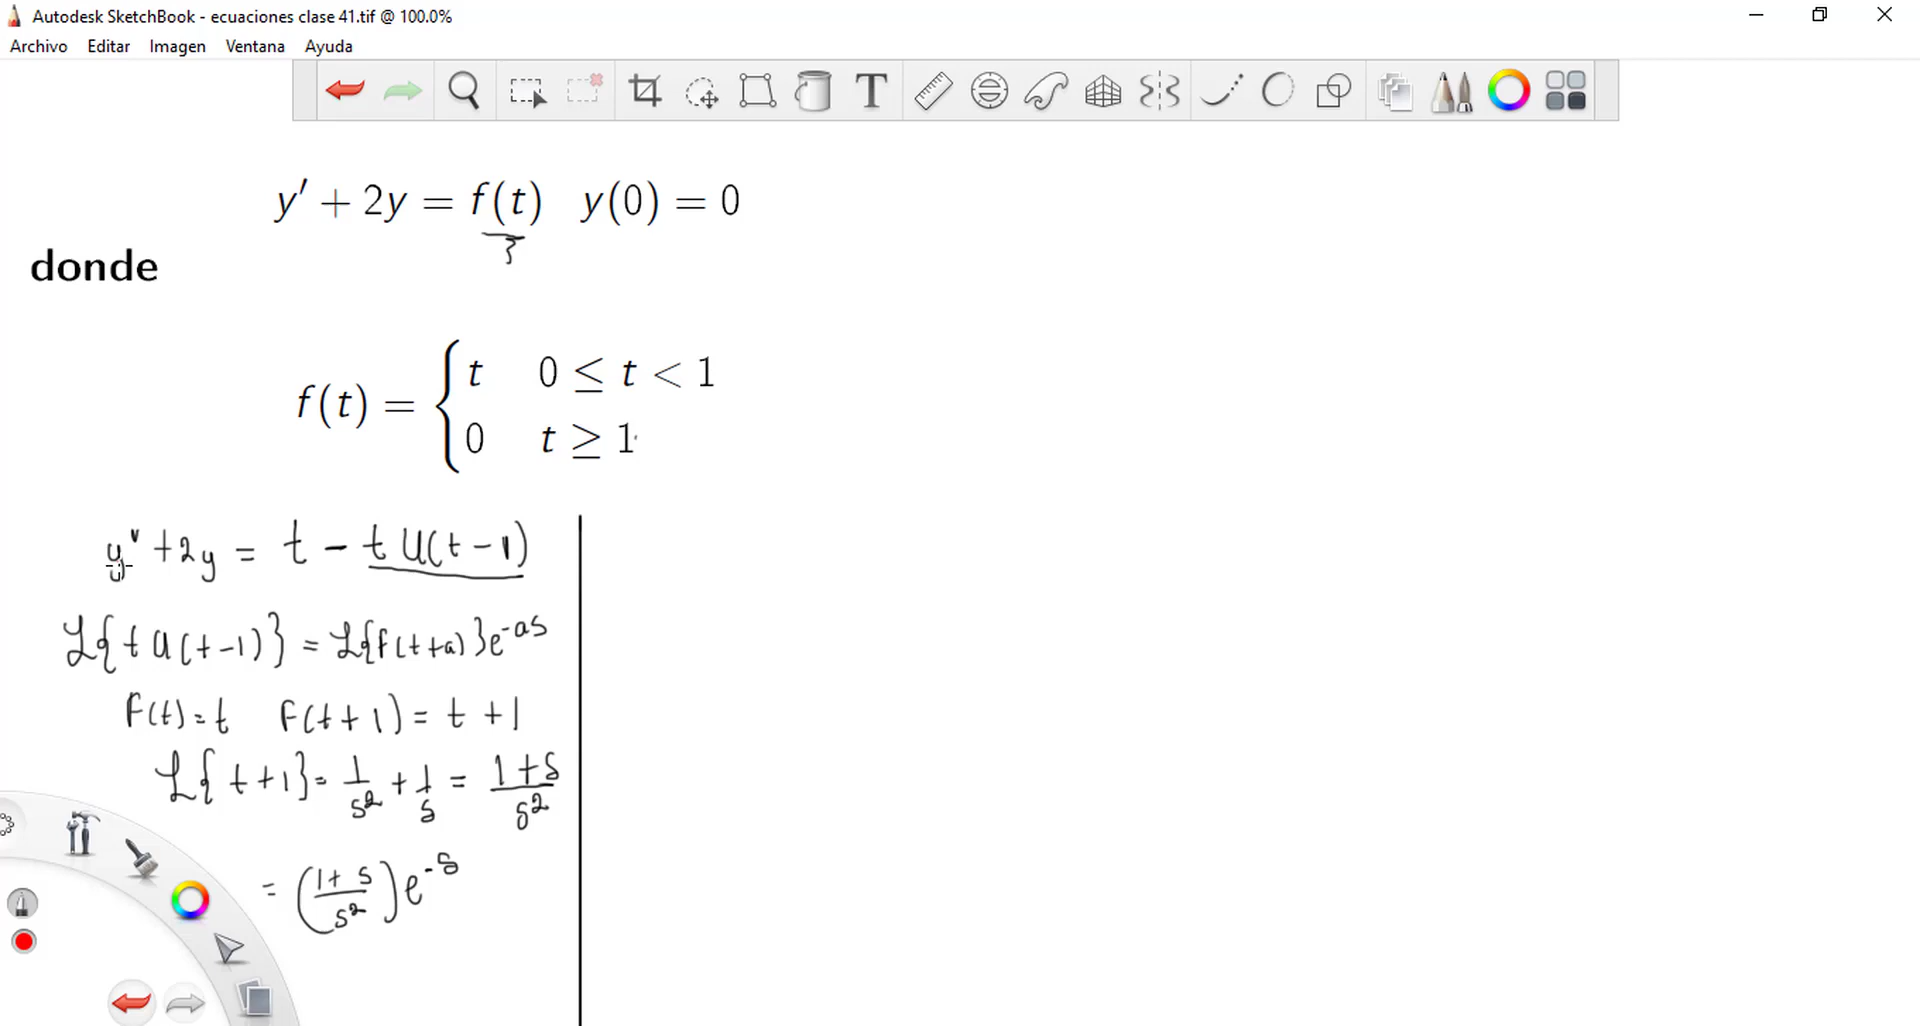 Autodesk SketchBook - ecuaciones clase 41.tif @ 100.0%
Archivo Editar Imagen Ventana Ayuda
y′ + 2y = f(t) y(0) = 0
donde
f(t) = { t 0 ≤ t < 1
0 t ≥ 1
y' + 2y = t - t U(t - 1)
ℒ{t U(t-1)} = ℒ{f(t+a)}e^-as
F(t) = t F(t+1) = t + 1
ℒ{t+1} = 1/s² + 1/s = 1+s/s²
= (1+s/s²)e^-s